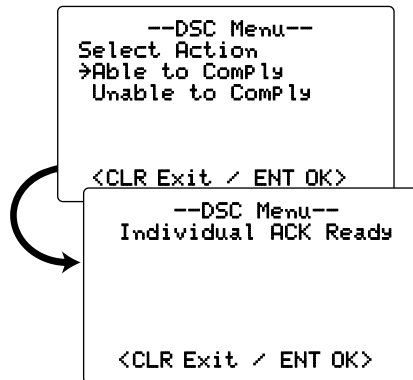 --DSC Menu--
Select Action
→Able to ComPly
Unable to ComPly
<CLR Exit / ENT OK>
--DSC Menu--
Individual ACK Ready
<CLR Exit / ENT OK>